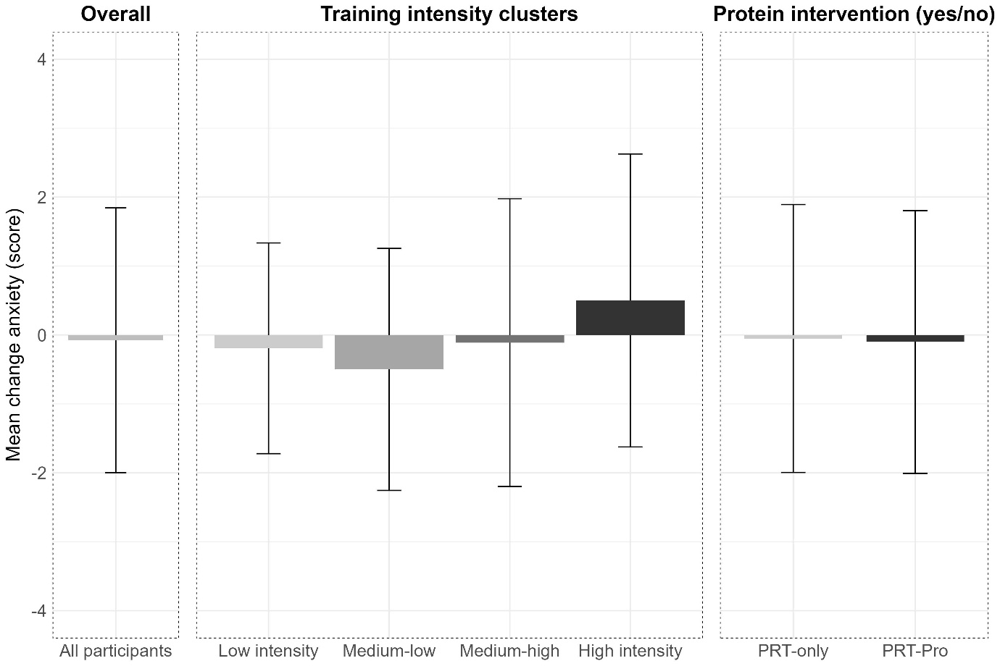 Overall
Training intensity clusters
Protein intervention (yes/no)
Mean change anxiety (score)
4
2
0
-2
-4
All participants
Low intensity
Medium-low
Medium-high
High intensity
PRT-only
PRT-Pro